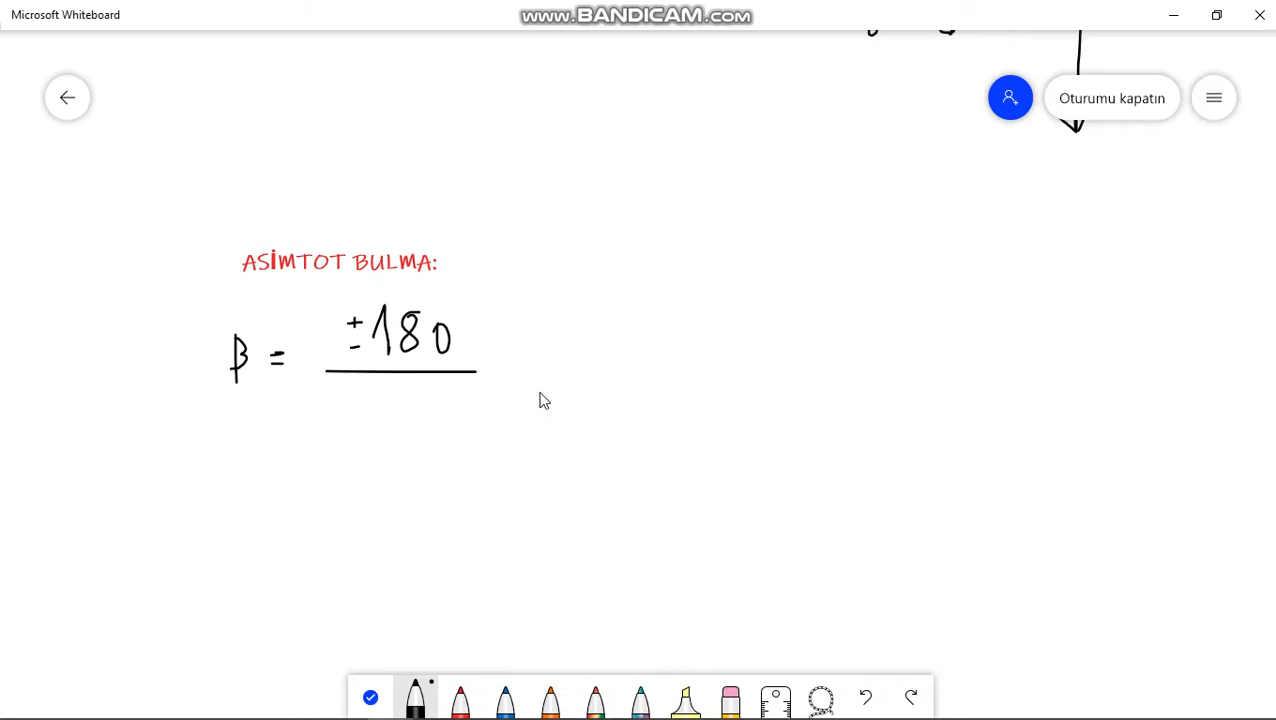 Microsoft Whiteboard
www.BANDICAM.com
Oturumu kapatın
ASİMTOT BULMA:
β = ±180